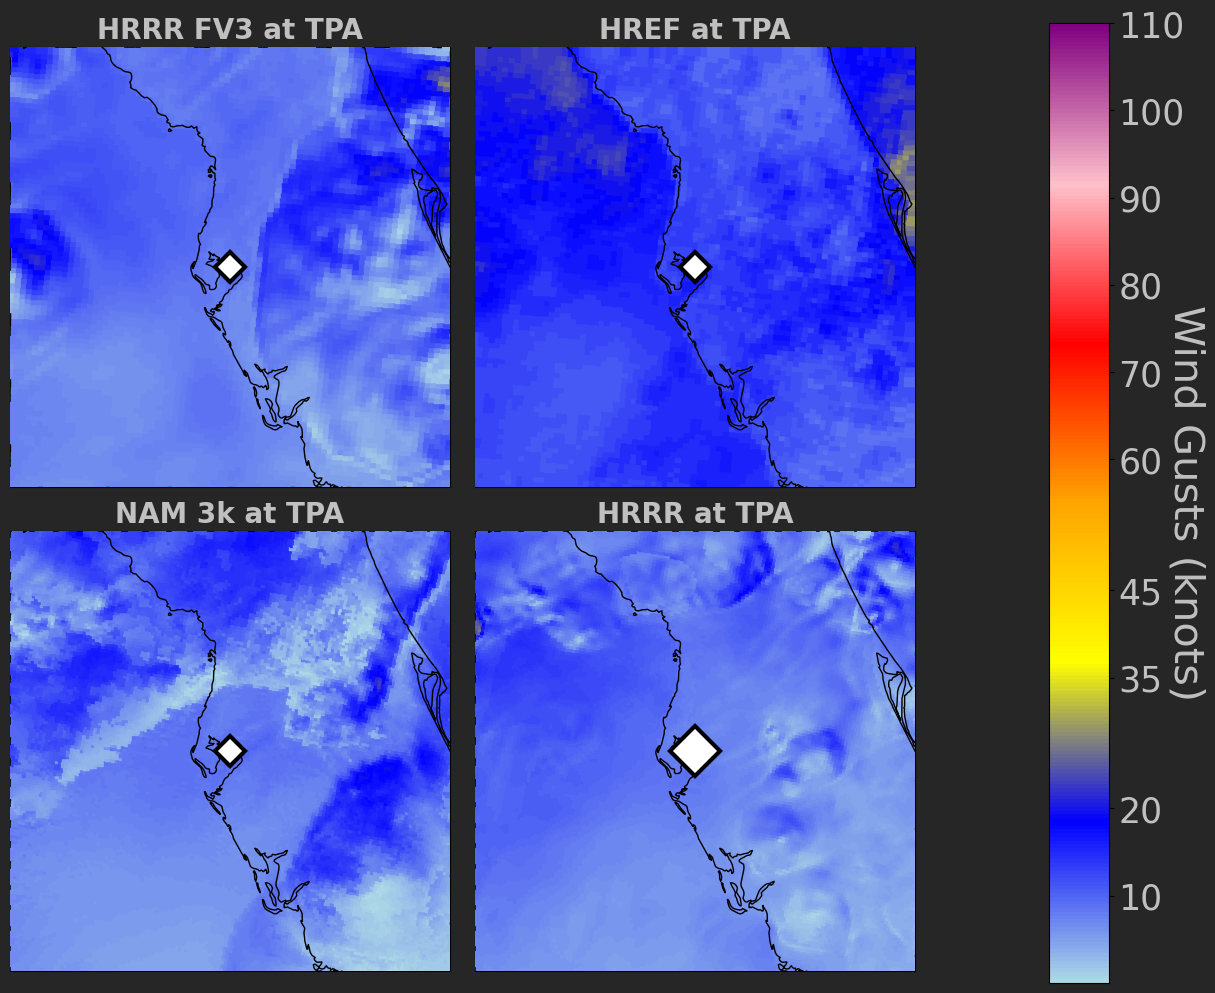 HRRR FV3 at TPA
HREF at TPA
NAM 3k at TPA
HRRR at TPA
110
100
90
80
70
60
45
35
20
10
Wind Gusts (knots)